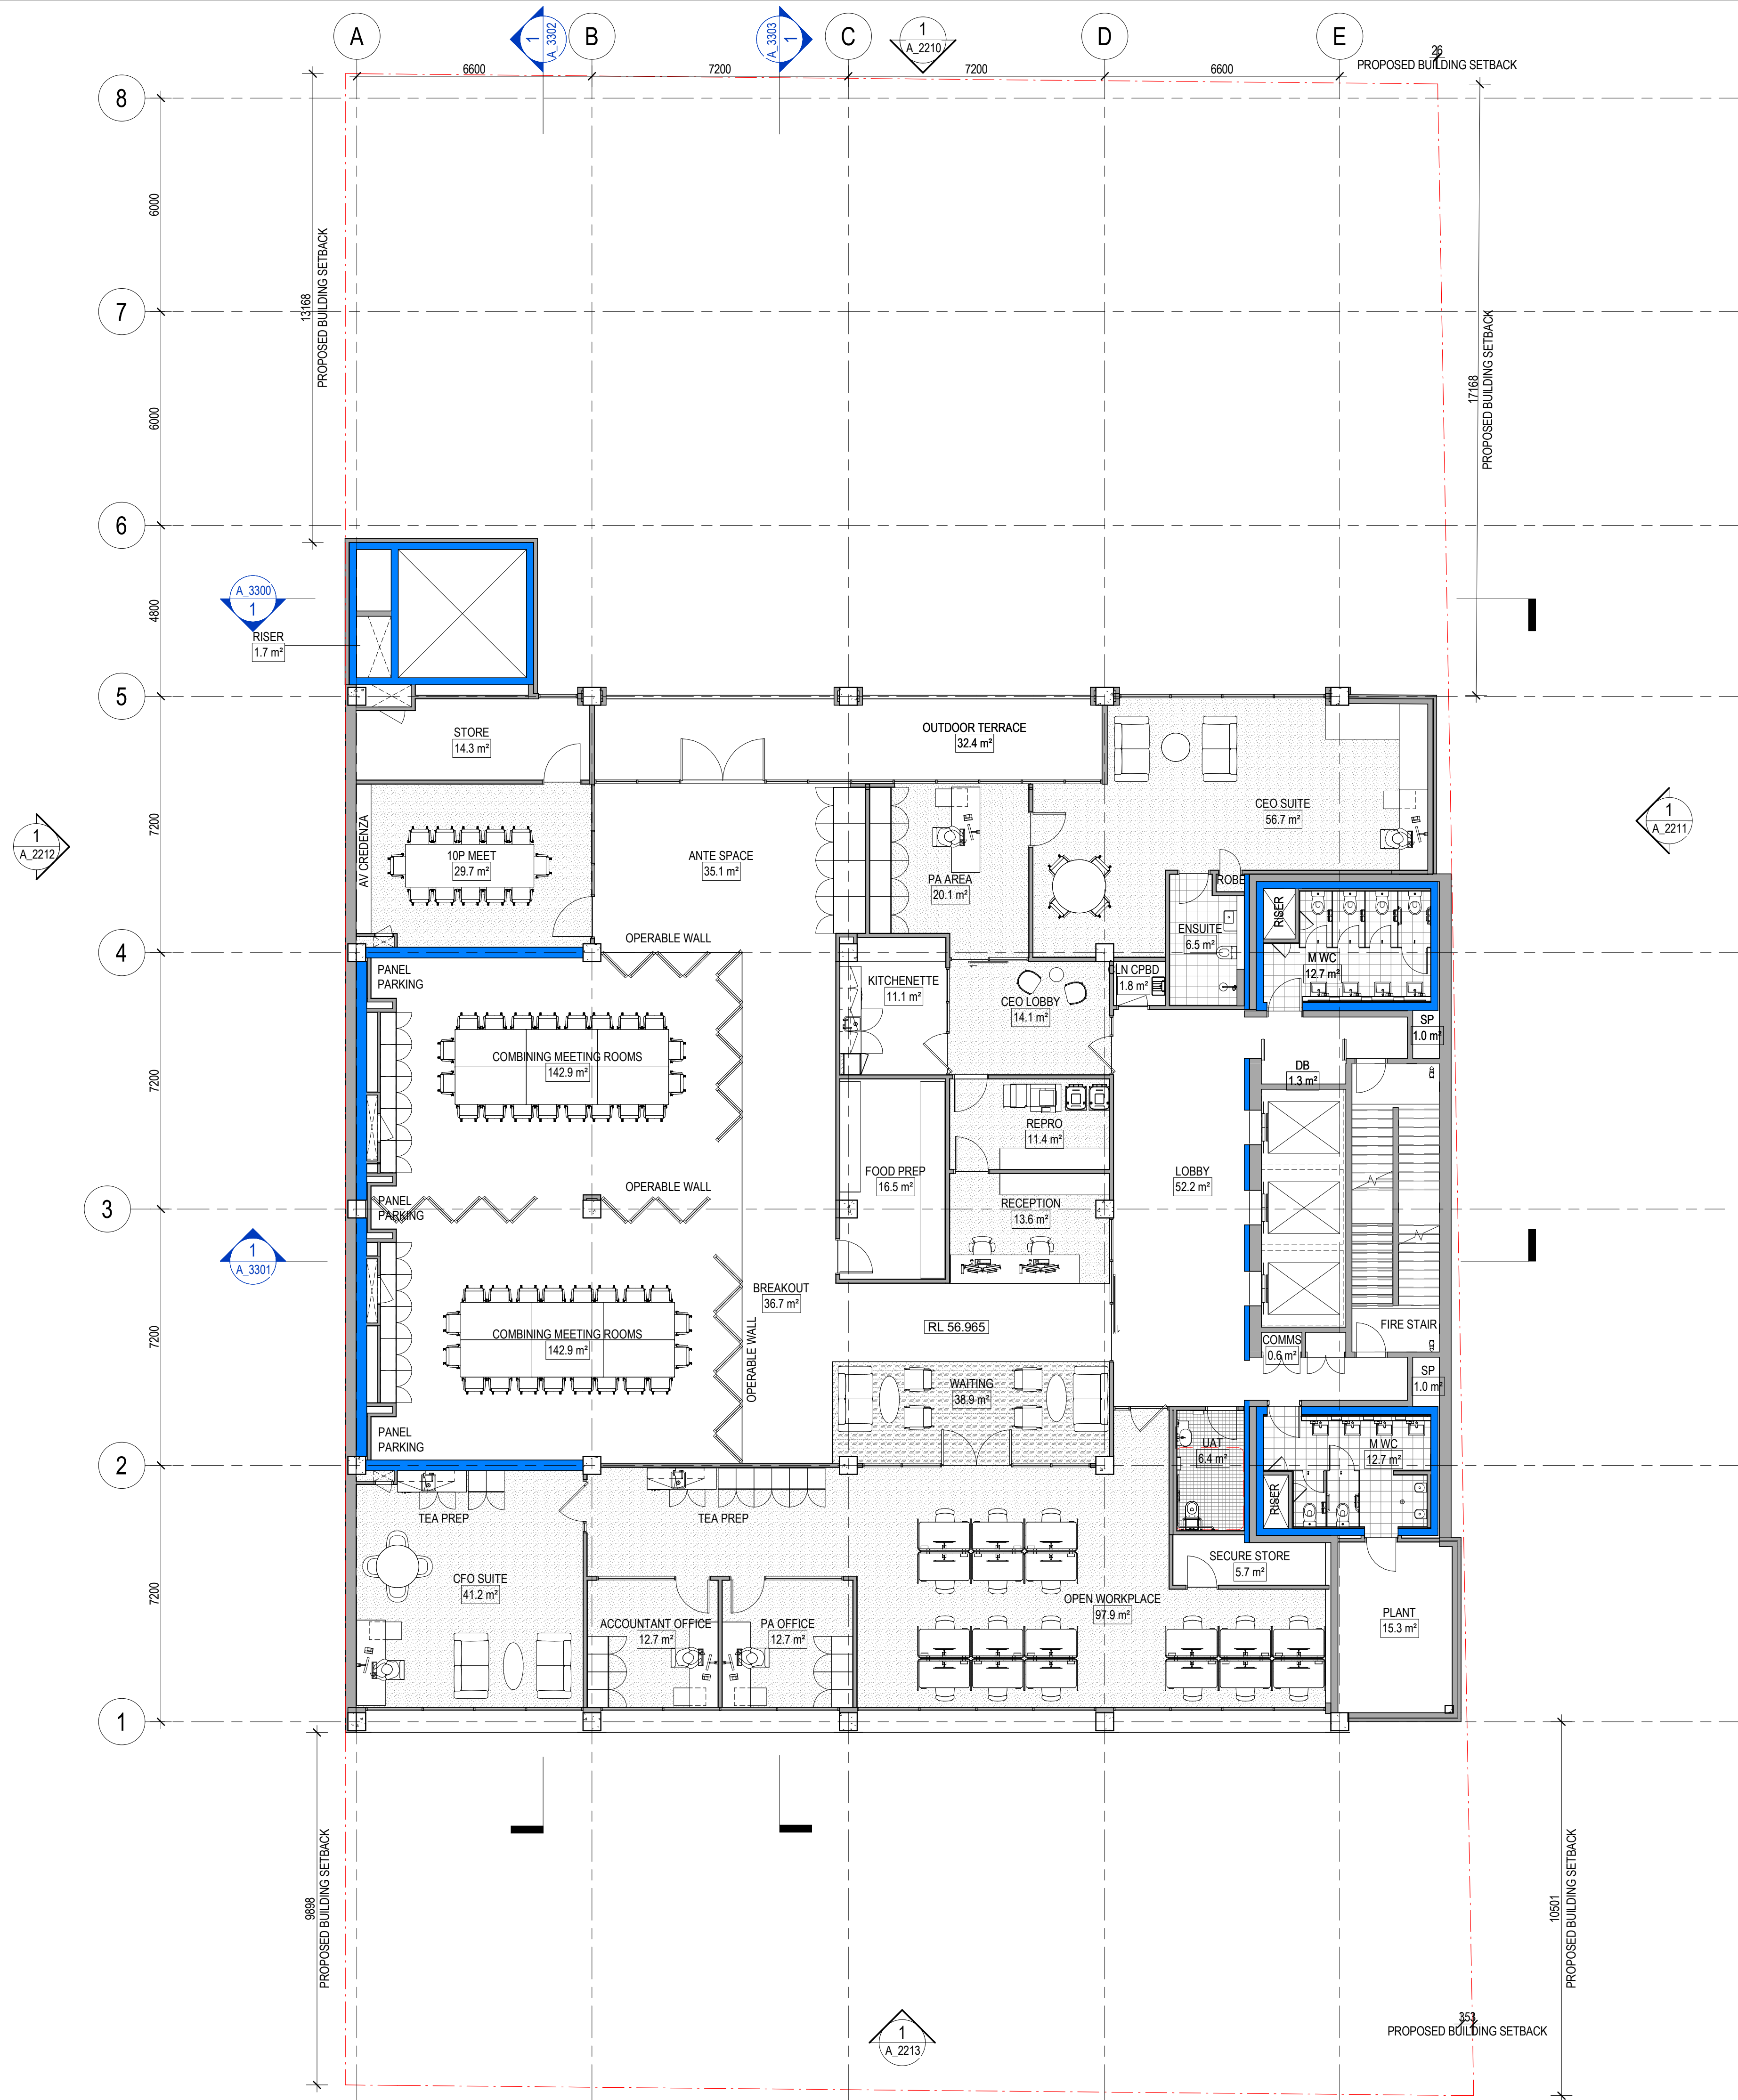 A
B
C
D
E
1
A_3302
A_3303
1
1
A_2210
26
PROPOSED BUILDING SETBACK
6600
7200
7200
6600
8
7
6
5
4
3
2
1
6000
6000
4800
7200
7200
7200
7200
13168
PROPOSED BUILDING SETBACK
17168
PROPOSED BUILDING SETBACK
A_3300
1
RISER
1.7 m²
STORE
14.3 m²
OUTDOOR TERRACE
32.4 m²
CEO SUITE
56.7 m²
1
A_2212
1
A_2211
AV CREDENZA
10P MEET
29.7 m²
ANTE SPACE
35.1 m²
PA AREA
20.1 m²
ROBE
RISER
ENSUITE
6.5 m²
M WC
12.7 m²
OPERABLE WALL
PANEL
PARKING
KITCHENETTE
11.1 m²
CEO LOBBY
14.1 m²
CLN CPBD
1.8 m²
SP
1.0 m²
COMBINING MEETING ROOMS
142.9 m²
DB
1.3 m²
REPRO
11.4 m²
FOOD PREP
16.5 m²
LOBBY
52.2 m²
OPERABLE WALL
PANEL
PARKING
RECEPTION
13.6 m²
1
A_3301
BREAKOUT
36.7 m²
RL 56.965
FIRE STAIR
COMBINING MEETING ROOMS
142.9 m²
COMMS
0.6 m²
OPERABLE WALL
WAITING
38.9 m²
SP
1.0 m²
PANEL
PARKING
UAT
6.4 m²
M WC
12.7 m²
RISER
TEA PREP
TEA PREP
SECURE STORE
5.7 m²
CFO SUITE
41.2 m²
OPEN WORKPLACE
97.9 m²
ACCOUNTANT OFFICE
12.7 m²
PA OFFICE
12.7 m²
PLANT
15.3 m²
9898
PROPOSED BUILDING SETBACK
10501
PROPOSED BUILDING SETBACK
1
A_2213
353
PROPOSED BUILDING SETBACK